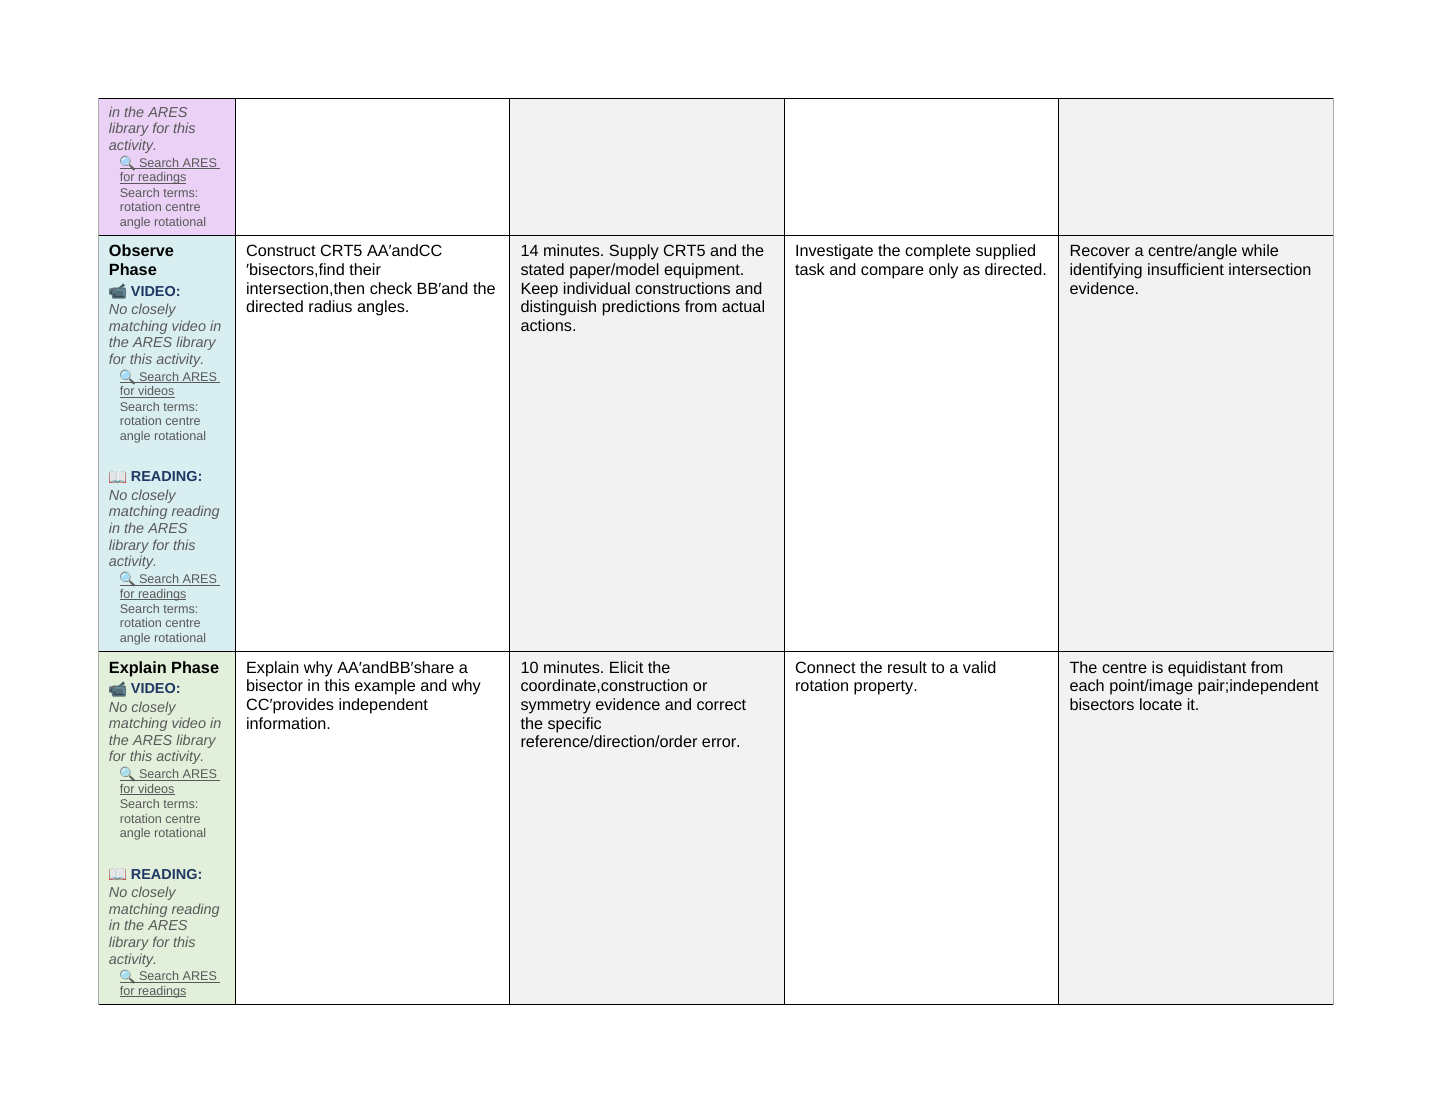 in the ARES
library for this
activity.
🔍 Search ARES
for readings
Search terms:
rotation centre
angle rotational
Observe
Phase
📹 VIDEO:
No closely
matching video in
the ARES library
for this activity.
🔍 Search ARES
for videos
Search terms:
rotation centre
angle rotational
📖 READING:
No closely
matching reading
in the ARES
library for this
activity.
🔍 Search ARES
for readings
Search terms:
rotation centre
angle rotational
Construct CRT5 AA′andCC
′bisectors,find their
intersection,then check BB′and the
directed radius angles.
14 minutes. Supply CRT5 and the
stated paper/model equipment.
Keep individual constructions and
distinguish predictions from actual
actions.
Investigate the complete supplied
task and compare only as directed.
Recover a centre/angle while
identifying insufficient intersection
evidence.
Explain Phase
📹 VIDEO:
No closely
matching video in
the ARES library
for this activity.
🔍 Search ARES
for videos
Search terms:
rotation centre
angle rotational
📖 READING:
No closely
matching reading
in the ARES
library for this
activity.
🔍 Search ARES
for readings
Explain why AA′andBB′share a
bisector in this example and why
CC′provides independent
information.
10 minutes. Elicit the
coordinate,construction or
symmetry evidence and correct
the specific
reference/direction/order error.
Connect the result to a valid
rotation property.
The centre is equidistant from
each point/image pair;independent
bisectors locate it.